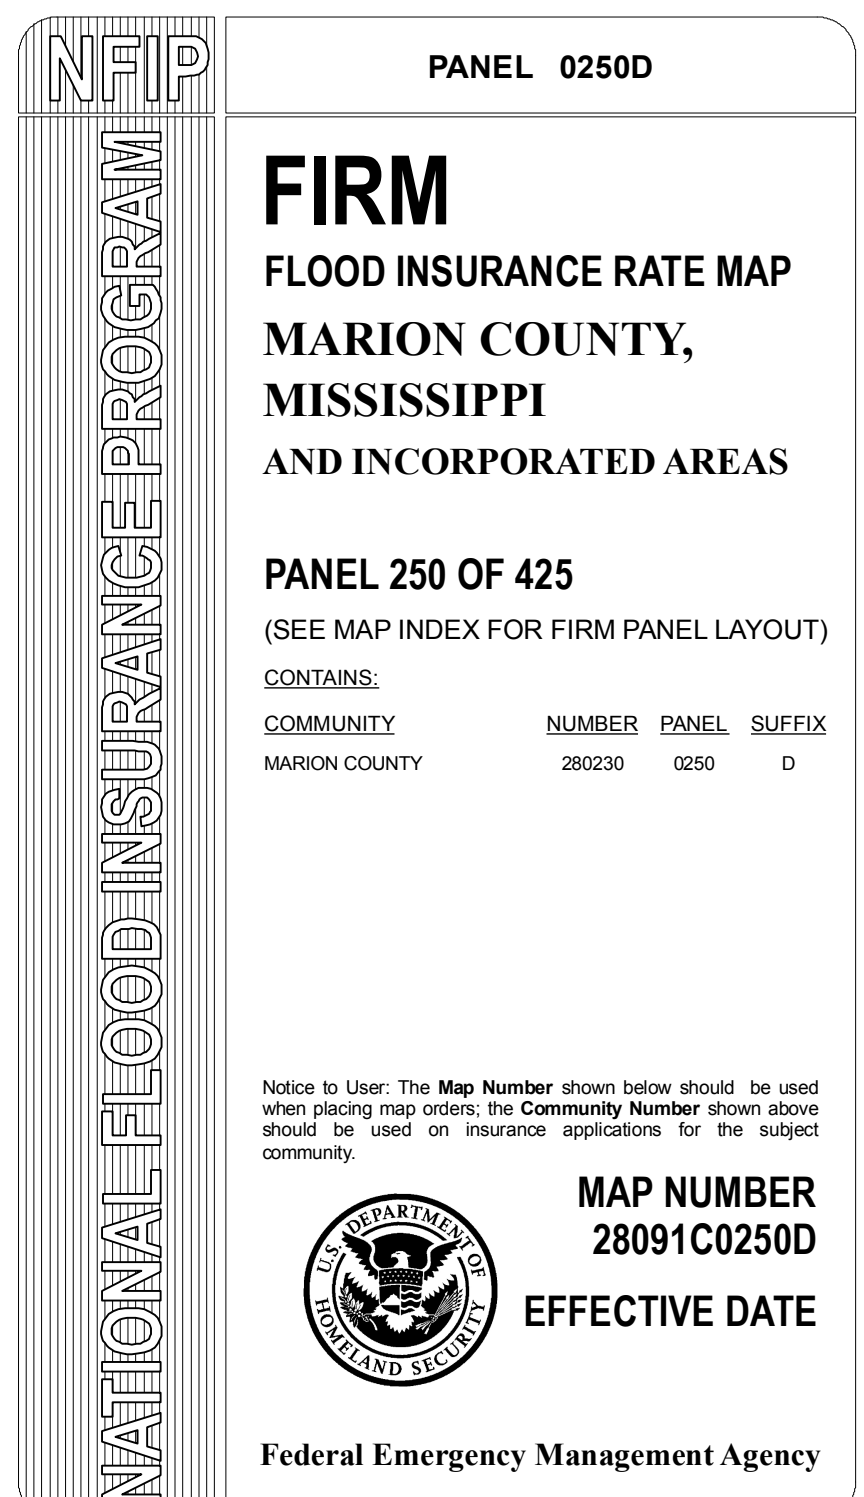 NFIP
PANEL 0250D
NATIONAL FLOOD INSURANCE PROGRAM
FIRM
FLOOD INSURANCE RATE MAP
MARION COUNTY,
MISSISSIPPI
AND INCORPORATED AREAS
PANEL 250 OF 425
(SEE MAP INDEX FOR FIRM PANEL LAYOUT)
CONTAINS:
COMMUNITY NUMBER PANEL SUFFIX
MARION COUNTY 280230 0250 D
Notice to User: The Map Number shown below should be used
when placing map orders; the Community Number shown above
should be used on insurance applications for the subject
community.
U.S. DEPARTMENT OF
HOMELAND SECURITY
MAP NUMBER
28091C0250D
EFFECTIVE DATE
Federal Emergency Management Agency